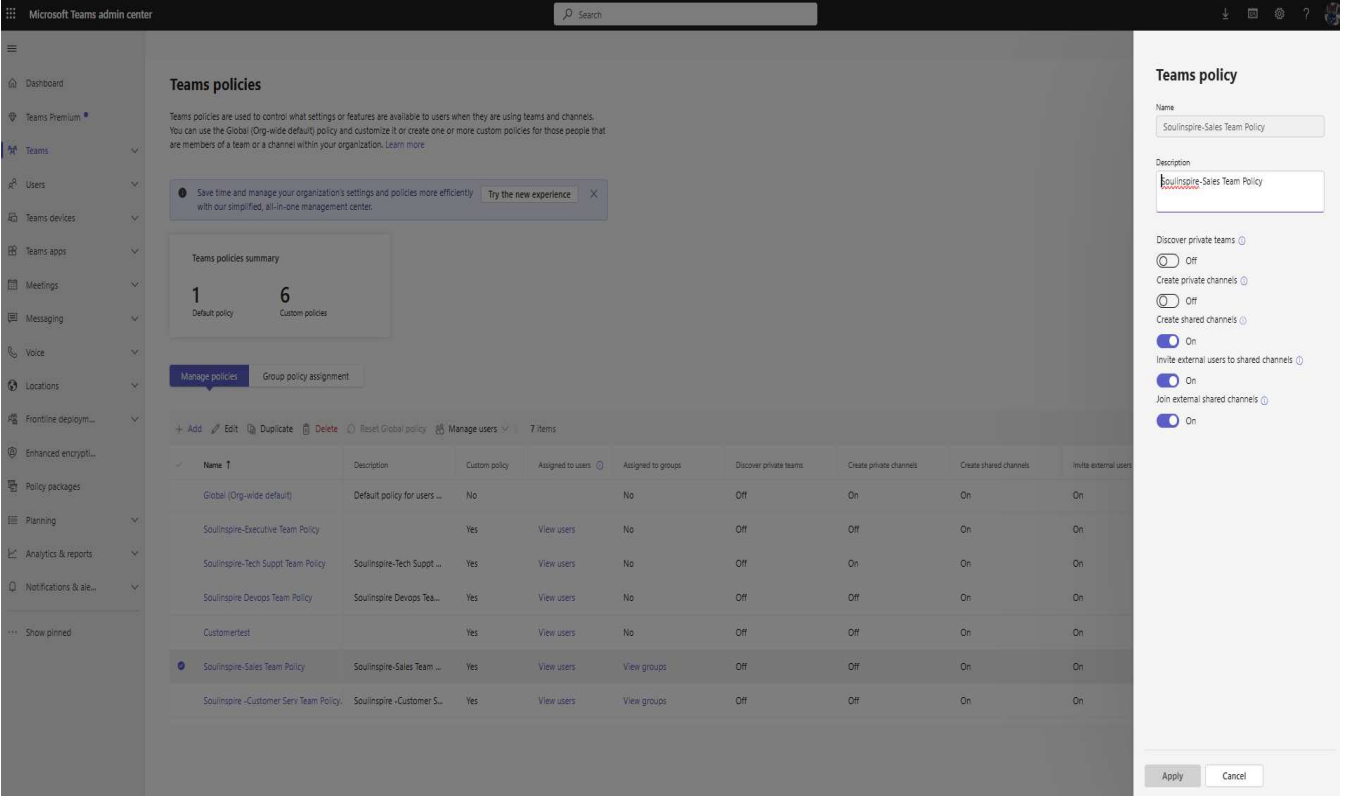 Microsoft Teams admin center
Search
Dashboard
Teams Premium
Teams
Users
Teams devices
Teams apps
Meetings
Messaging
Voice
Locations
Frontline deploym...
Enhanced encrypti...
Policy packages
Planning
Analytics & reports
Notifications & ale...
Show pinned
Teams policies
Teams policies are used to control what settings or features are available to users when they are using teams and channels.
You can use the Global (Org-wide default) policy and customize it or create one or more custom policies for those people that
are members of a team or a channel within your organization. Learn more
Save time and manage your organization's settings and policies more efficiently
with our simplified, all-in-one management center.
Try the new experience
Teams policies summary
1 6
Default policy Custom policies
Manage policies Group policy assignment
Add Edit Duplicate Delete Reset Global policy Manage users 7 items
Name ↑ Description Custom policy Assigned to users Assigned to groups Discover private teams Create private channels Create shared channels Invite external users
Global (Org-wide default) Default policy for users ... No No Off On On On
Soulinspire-Executive Team Policy Yes View users No Off Off On On
Soulinspire-Tech Suppt Team Policy Soulinspire-Tech Suppt ... Yes View users No Off On On On
Soulinspire Devops Team Policy Soulinspire Devops Tea... Yes View users No Off Off On On
Customertest Yes View users No Off Off On On
Soulinspire-Sales Team Policy Soulinspire-Sales Team ... Yes View users View groups Off Off On On
Soulinspire -Customer Serv Team Policy. Soulinspire -Customer S... Yes View users View groups Off Off On On
Teams policy
Name
Soulinspire-Sales Team Policy
Description
Soulinspire-Sales Team Policy
Discover private teams
Off
Create private channels
Off
Create shared channels
On
Invite external users to shared channels
On
Join external shared channels
On
Apply Cancel